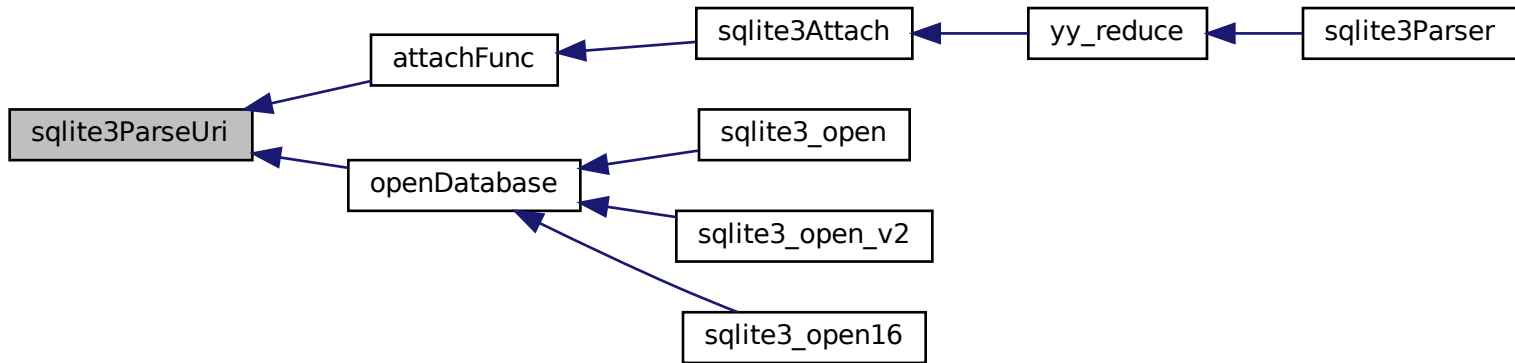 sqlite3Attach
yy_reduce
sqlite3Parser
attachFunc
sqlite3ParseUri
sqlite3_open
openDatabase
sqlite3_open_v2
sqlite3_open16